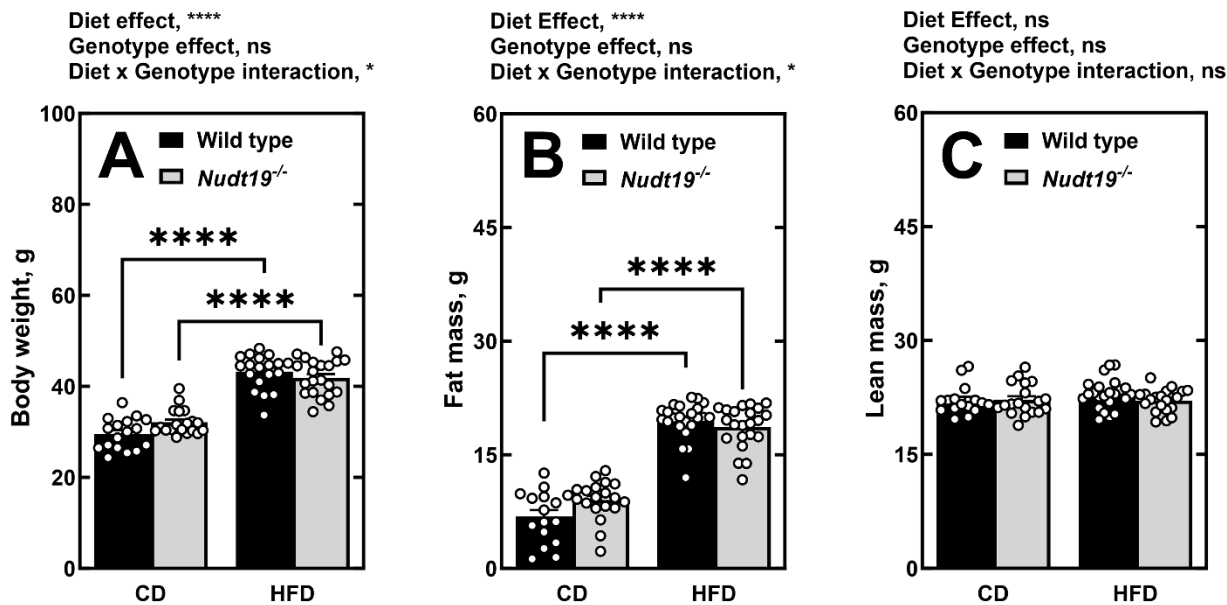 Diet effect, ****
Genotype effect, ns
Diet x Genotype interaction, *
A
Wild type
Nudt19-/-
****
****
Body weight, g
100
80
60
40
20
0
CD HFD
Diet Effect, ****
Genotype effect, ns
Diet x Genotype interaction, *
B
Wild type
Nudt19-/-
****
****
Fat mass, g
60
45
30
15
0
CD HFD
Diet Effect, ns
Genotype effect, ns
Diet x Genotype interaction, ns
C
Wild type
Nudt19-/-
Lean mass, g
60
45
30
15
0
CD HFD